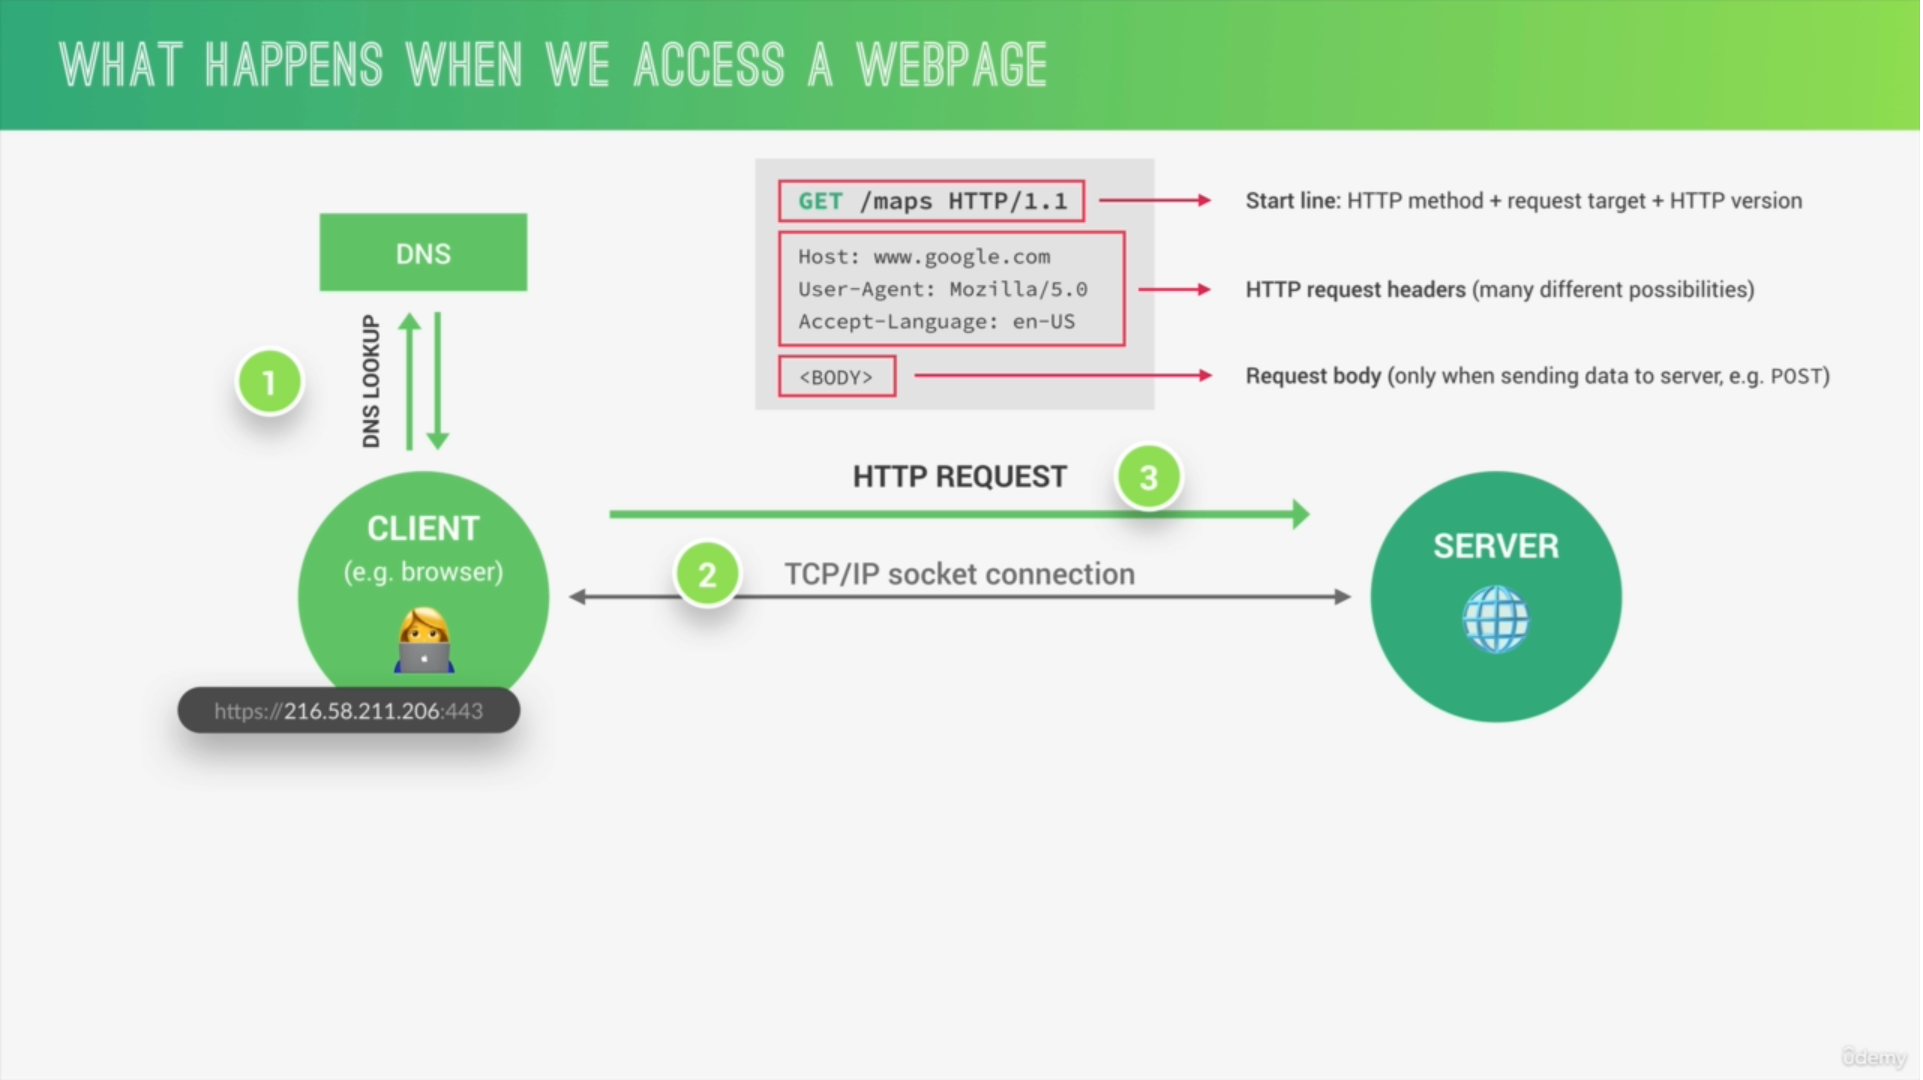 WHAT HAPPENS WHEN WE ACCESS A WEBPAGE
GET /maps HTTP/1.1
Start line: HTTP method + request target + HTTP version
Host: www.google.com
User-Agent: Mozilla/5.0
Accept-Language: en-US
HTTP request headers (many different possibilities)
<BODY>
Request body (only when sending data to server, e.g. POST)
DNS
1
DNS LOOKUP
HTTP REQUEST
3
CLIENT
(e.g. browser)
2
TCP/IP socket connection
SERVER
https://216.58.211.206:443
ûdemy